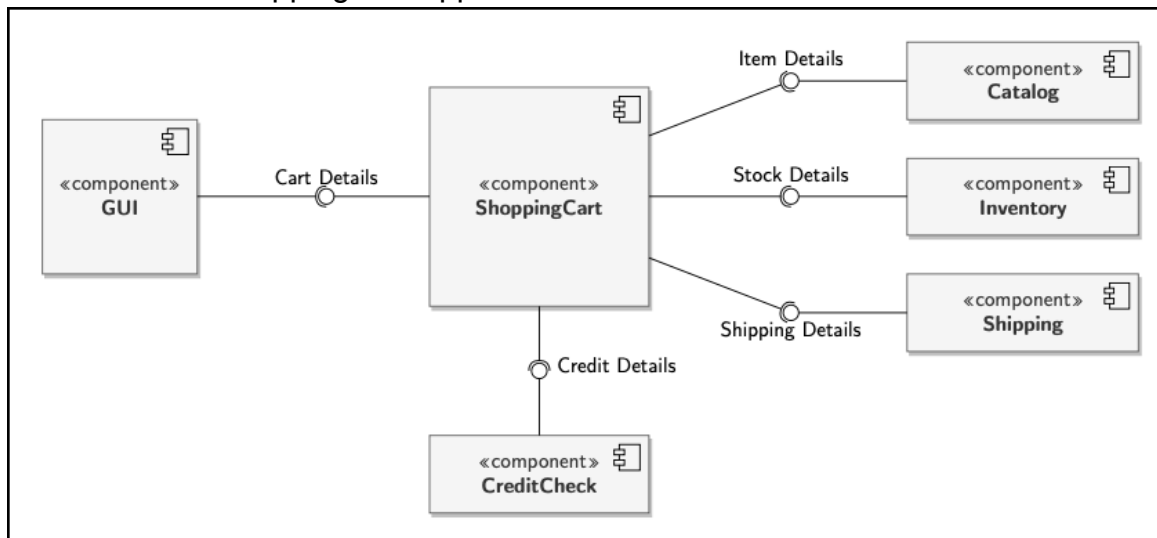 Item Details
«component»
Catalog
«component»
GUI
Cart Details
«component»
ShoppingCart
Stock Details
«component»
Inventory
Shipping Details
«component»
Shipping
Credit Details
«component»
CreditCheck